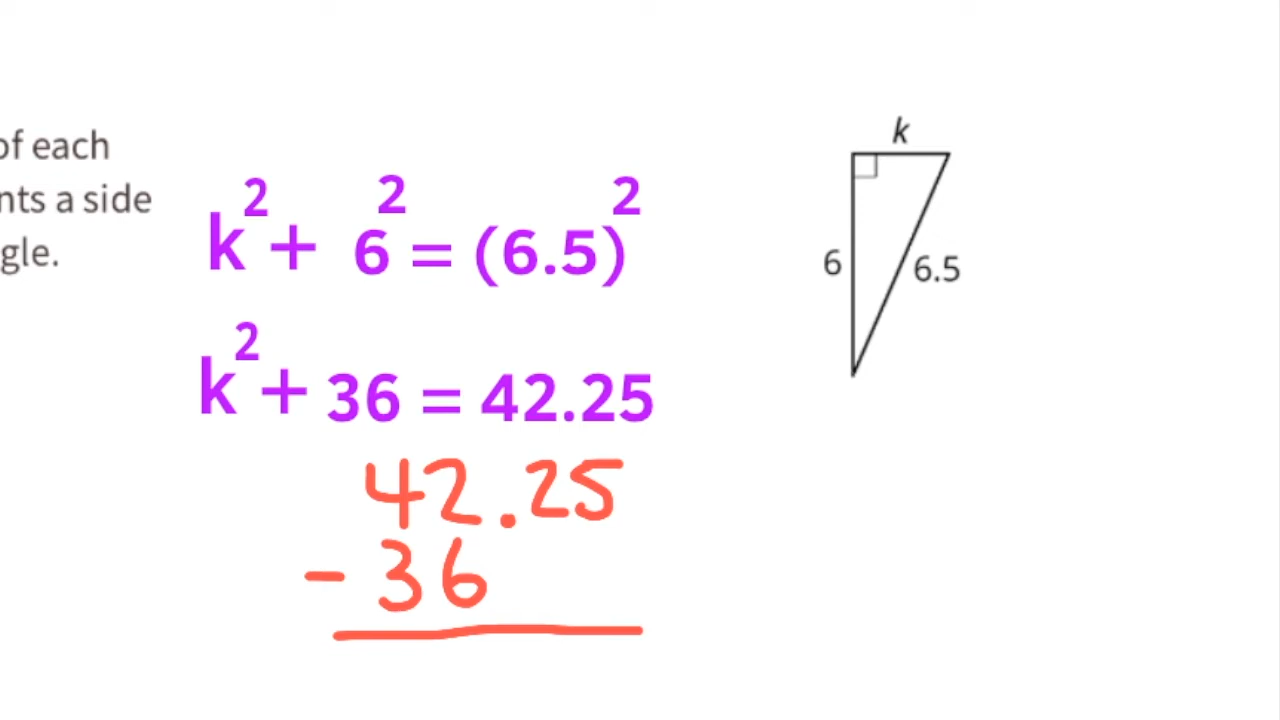 of each
nts a side
gle.
k² + 6² = (6.5)²
k² + 36 = 42.25
42.25
- 36
k
6
6.5